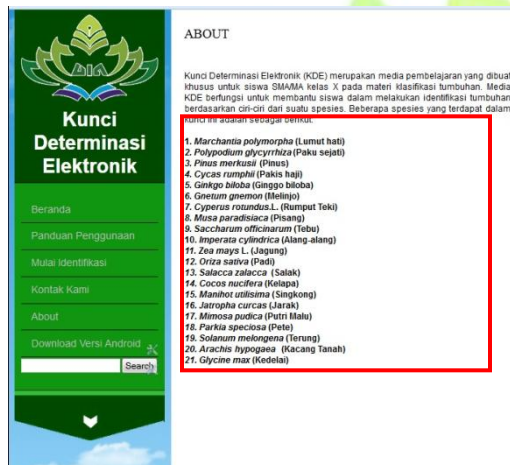 Kunci
Determinasi
Elektronik
Beranda
Panduan Penggunaan
Mulai Identifikasi
Kontak Kami
About
Download Versi Android
Search
ABOUT
Kunci Determinasi Elektronik (KDE) merupakan media pembelajaran yang dibuat
khusus untuk siswa SMA/MA kelas X pada materi klasifikasi tumbuhan. Media
KDE berfungsi untuk membantu siswa dalam melakukan identifikasi tumbuhan
berdasarkan ciri-ciri dari suatu spesies. Beberapa spesies yang terdapat dalam
kunci ini adalah sebagai berikut:
1. Marchantia polymorpha (Lumut hati)
2. Polypodium glycyrrhiza (Paku sejati)
3. Pinus merkusii (Pinus)
4. Cycas rumphii (Pakis haji)
5. Ginkgo biloba (Ginggo biloba)
6. Gnetum gnemon (Melinjo)
7. Cyperus rotundus.L. (Rumput Teki)
8. Musa paradisiaca (Pisang)
9. Saccharum officinarum (Tebu)
10. Imperata cylindrica (Alang-alang)
11. Zea mays L. (Jagung)
12. Oriza sativa (Padi)
13. Salacca zalacca (Salak)
14. Cocos nucifera (Kelapa)
15. Manihot utilisima (Singkong)
16. Jatropha curcas (Jarak)
17. Mimosa pudica (Putri Malu)
18. Parkia speciosa (Pete)
19. Solanum melongena (Terung)
20. Arachis hypogaea (Kacang Tanah)
21. Glycine max (Kedelai)